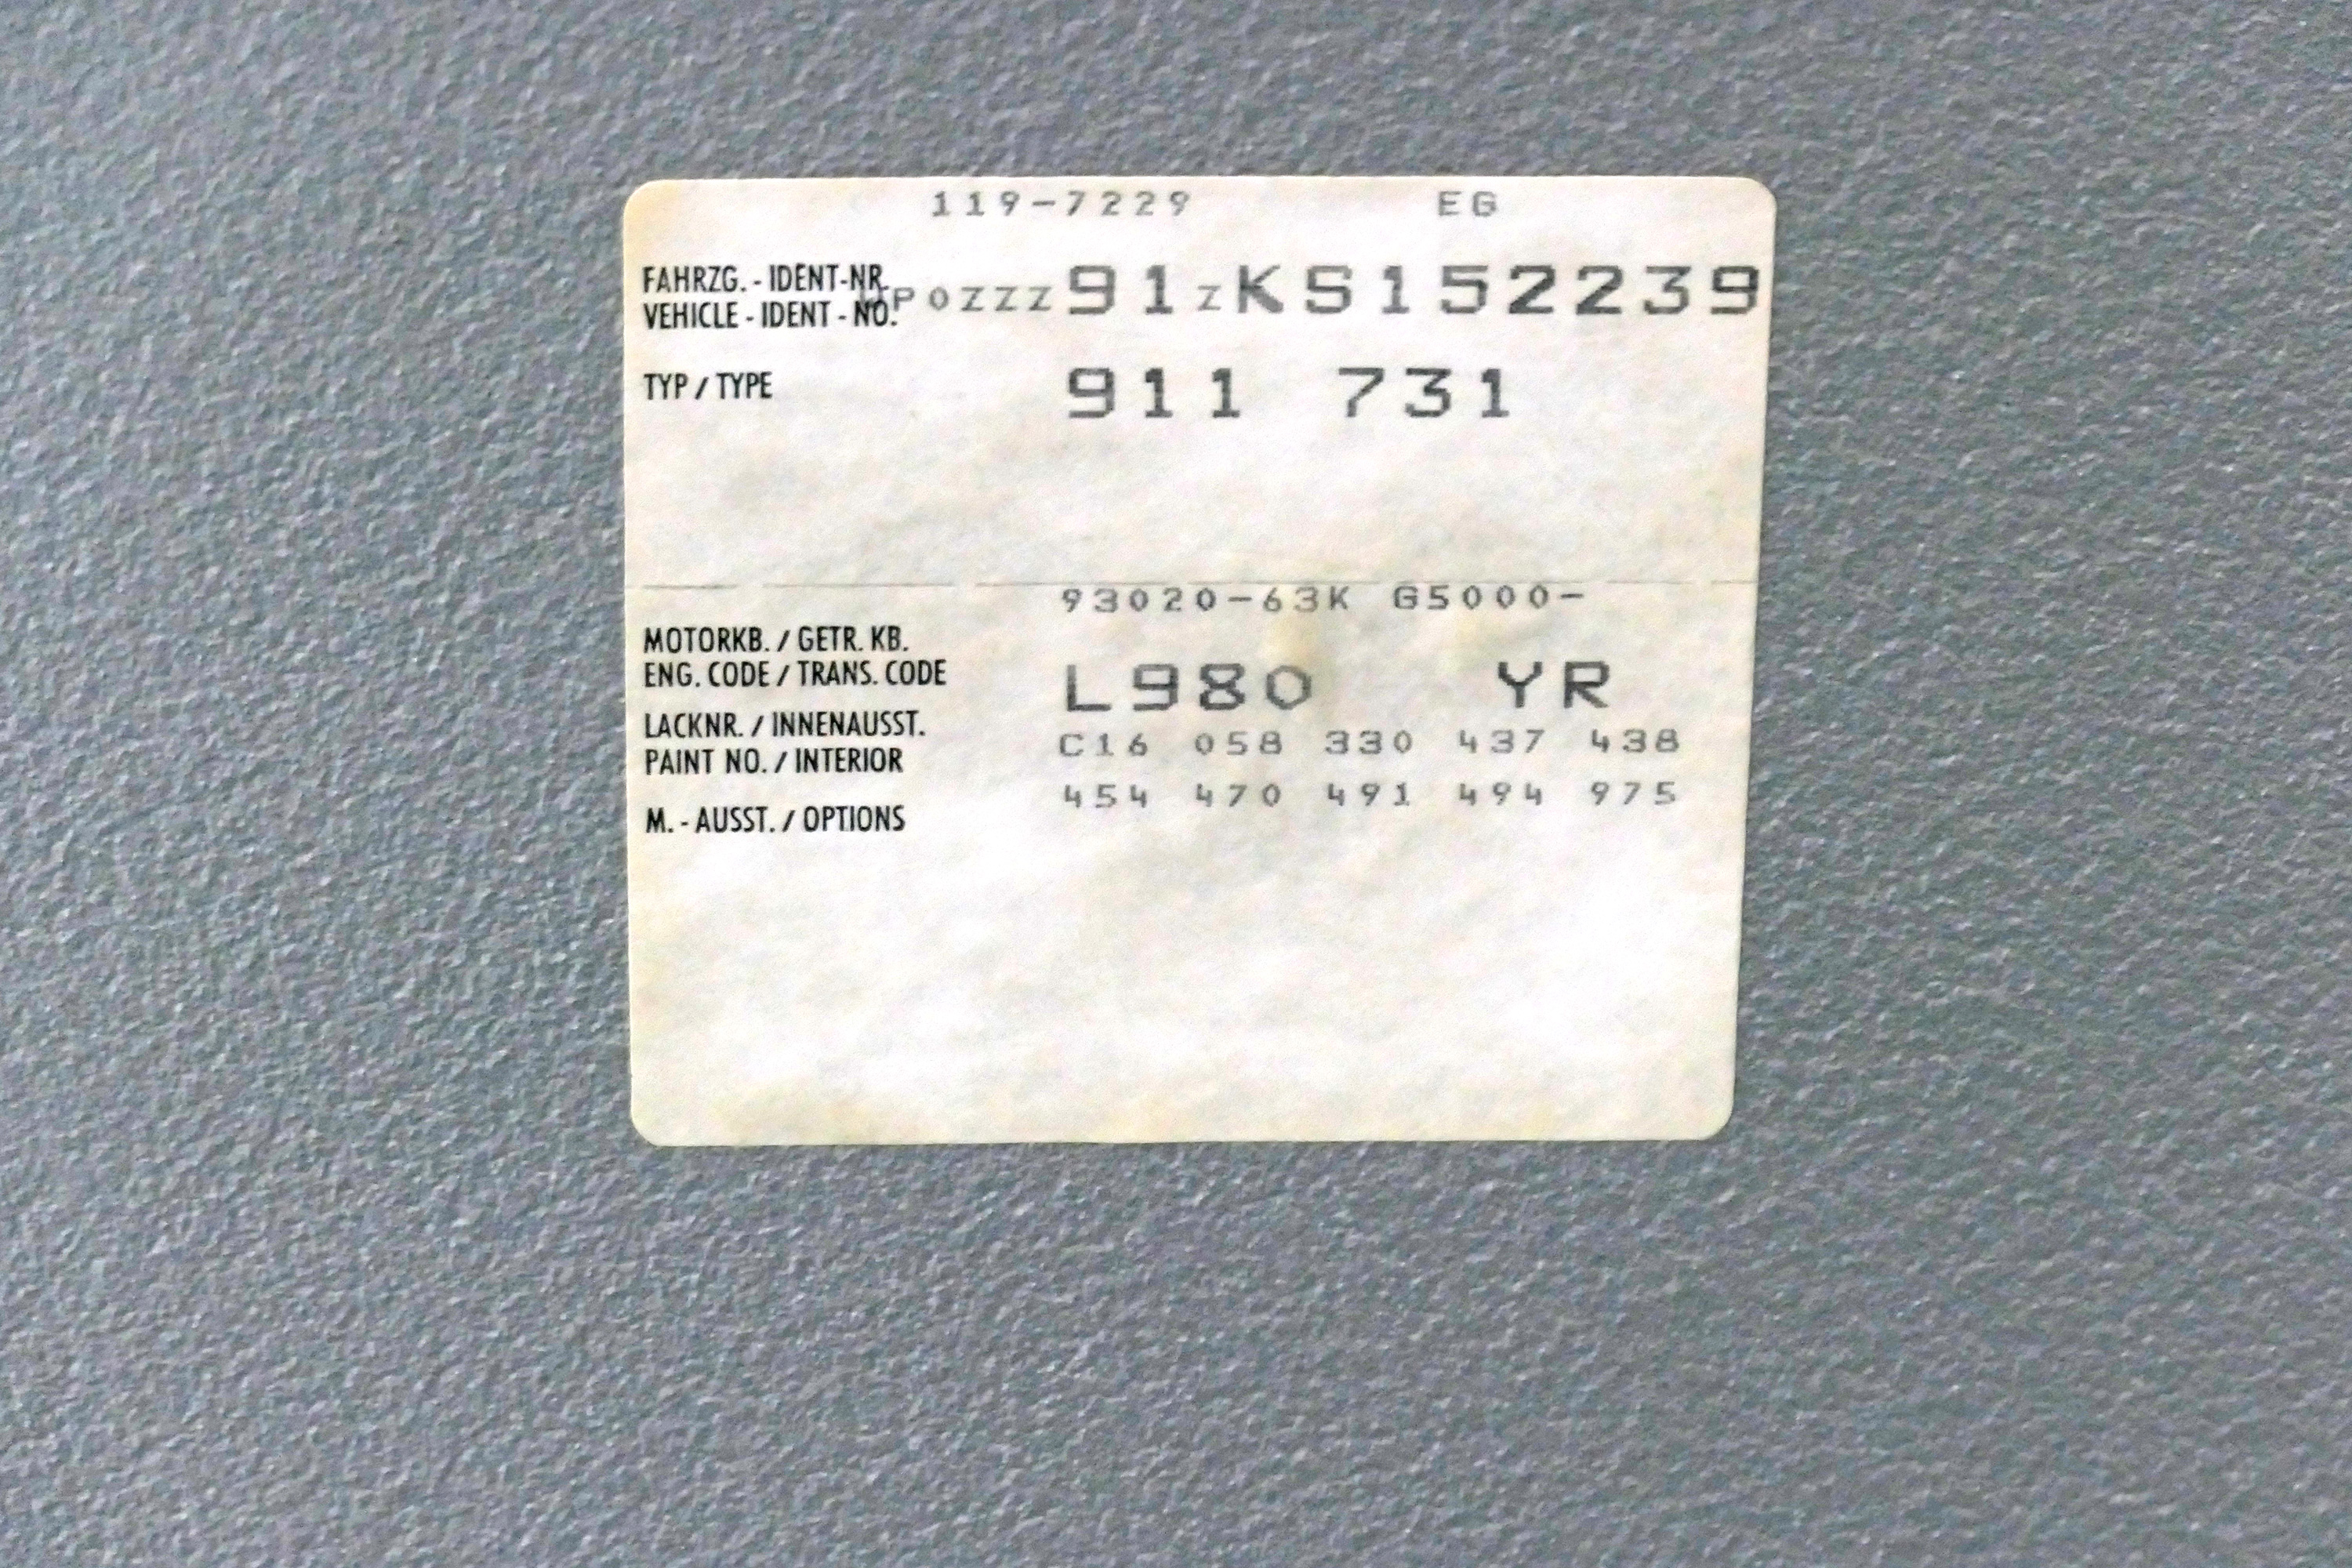 119-7229 EG
FAHRZG. - IDENT-NR.
VEHICLE - IDENT - NO. WP0ZZZ91ZKS152239
TYP / TYPE 911 731
93020-63K G5000-
MOTORKB. / GETR. KB.
ENG. CODE / TRANS. CODE L980 YR
LACKNR. / INNENAUSST.
PAINT NO. / INTERIOR C16 058 330 437 438
454 470 491 494 975
M. - AUSST. / OPTIONS